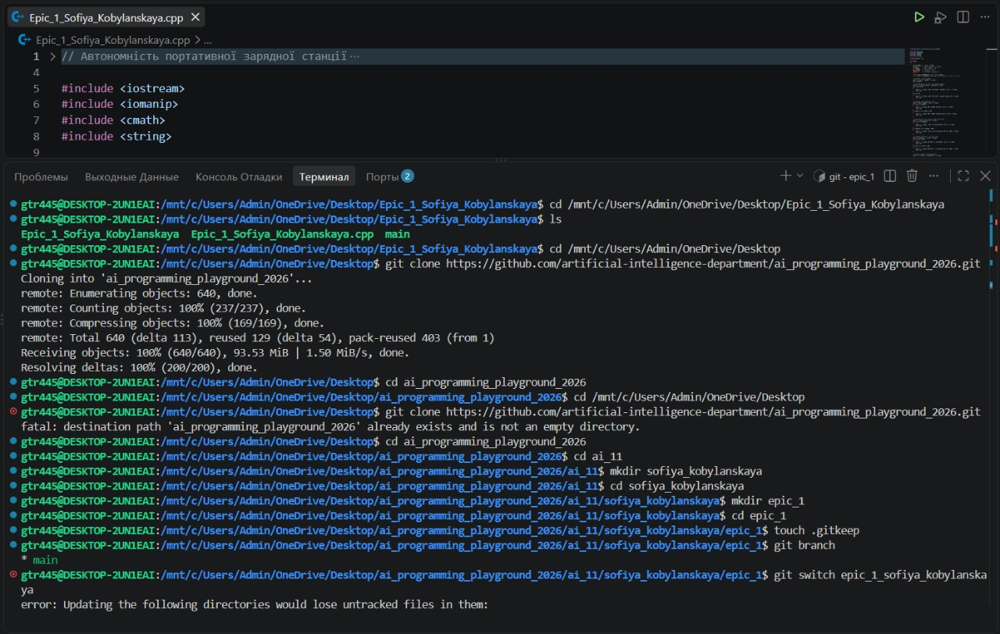 Epic_1_Sofiya_Kobylanskaya.cpp
Epic_1_Sofiya_Kobylanskaya.cpp > ...
1 > // Автономність портативної зарядної станції ...
4
5 #include <iostream>
6 #include <iomanip>
7 #include <cmath>
8 #include <string>
9
Проблемы Выходные Данные Консоль Отладки Терминал Порты 2 git - epic_1
gtr445@DESKTOP-2UN1EAI:/mnt/c/Users/Admin/OneDrive/Desktop/Epic_1_Sofiya_Kobylanskaya$ cd /mnt/c/Users/Admin/OneDrive/Desktop/Epic_1_Sofiya_Kobylanskaya
gtr445@DESKTOP-2UN1EAI:/mnt/c/Users/Admin/OneDrive/Desktop/Epic_1_Sofiya_Kobylanskaya$ ls
Epic_1_Sofiya_Kobylanskaya Epic_1_Sofiya_Kobylanskaya.cpp main
gtr445@DESKTOP-2UN1EAI:/mnt/c/Users/Admin/OneDrive/Desktop/Epic_1_Sofiya_Kobylanskaya$ cd /mnt/c/Users/Admin/OneDrive/Desktop
gtr445@DESKTOP-2UN1EAI:/mnt/c/Users/Admin/OneDrive/Desktop$ git clone https://github.com/artificial-intelligence-department/ai_programming_playground_2026.git
Cloning into 'ai_programming_playground_2026'...
remote: Enumerating objects: 640, done.
remote: Counting objects: 100% (237/237), done.
remote: Compressing objects: 100% (169/169), done.
remote: Total 640 (delta 113), reused 129 (delta 54), pack-reused 403 (from 1)
Receiving objects: 100% (640/640), 93.53 MiB | 1.50 MiB/s, done.
Resolving deltas: 100% (200/200), done.
gtr445@DESKTOP-2UN1EAI:/mnt/c/Users/Admin/OneDrive/Desktop$ cd ai_programming_playground_2026
gtr445@DESKTOP-2UN1EAI:/mnt/c/Users/Admin/OneDrive/Desktop/ai_programming_playground_2026$ cd /mnt/c/Users/Admin/OneDrive/Desktop
gtr445@DESKTOP-2UN1EAI:/mnt/c/Users/Admin/OneDrive/Desktop$ git clone https://github.com/artificial-intelligence-department/ai_programming_playground_2026.git
fatal: destination path 'ai_programming_playground_2026' already exists and is not an empty directory.
gtr445@DESKTOP-2UN1EAI:/mnt/c/Users/Admin/OneDrive/Desktop$ cd ai_programming_playground_2026
gtr445@DESKTOP-2UN1EAI:/mnt/c/Users/Admin/OneDrive/Desktop/ai_programming_playground_2026$ cd ai_11
gtr445@DESKTOP-2UN1EAI:/mnt/c/Users/Admin/OneDrive/Desktop/ai_programming_playground_2026/ai_11$ mkdir sofiya_kobylanskaya
gtr445@DESKTOP-2UN1EAI:/mnt/c/Users/Admin/OneDrive/Desktop/ai_programming_playground_2026/ai_11$ cd sofiya_kobylanskaya
gtr445@DESKTOP-2UN1EAI:/mnt/c/Users/Admin/OneDrive/Desktop/ai_programming_playground_2026/ai_11/sofiya_kobylanskaya$ mkdir epic_1
gtr445@DESKTOP-2UN1EAI:/mnt/c/Users/Admin/OneDrive/Desktop/ai_programming_playground_2026/ai_11/sofiya_kobylanskaya$ cd epic_1
gtr445@DESKTOP-2UN1EAI:/mnt/c/Users/Admin/OneDrive/Desktop/ai_programming_playground_2026/ai_11/sofiya_kobylanskaya/epic_1$ touch .gitkeep
gtr445@DESKTOP-2UN1EAI:/mnt/c/Users/Admin/OneDrive/Desktop/ai_programming_playground_2026/ai_11/sofiya_kobylanskaya/epic_1$ git branch
* main
gtr445@DESKTOP-2UN1EAI:/mnt/c/Users/Admin/OneDrive/Desktop/ai_programming_playground_2026/ai_11/sofiya_kobylanskaya/epic_1$ git switch epic_1_sofiya_kobylanska
ya
error: Updating the following directories would lose untracked files in them: